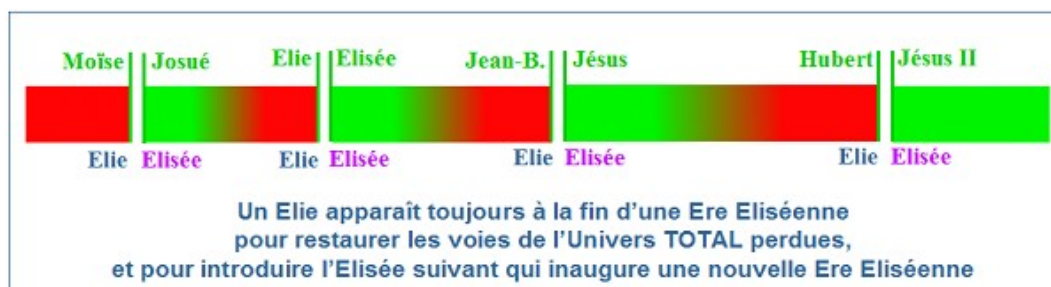 Moïse Josué Elie Elisée Jean-B. Jésus Hubert Jésus II
Elie Elisée Elie Elisée Elie Elisée Elie Elisée
Un Elie apparaît toujours à la fin d'une Ere Eliséenne
pour restaurer les voies de l'Univers TOTAL perdues,
et pour introduire l'Elisée suivant qui inaugure une nouvelle Ere Eliséenne